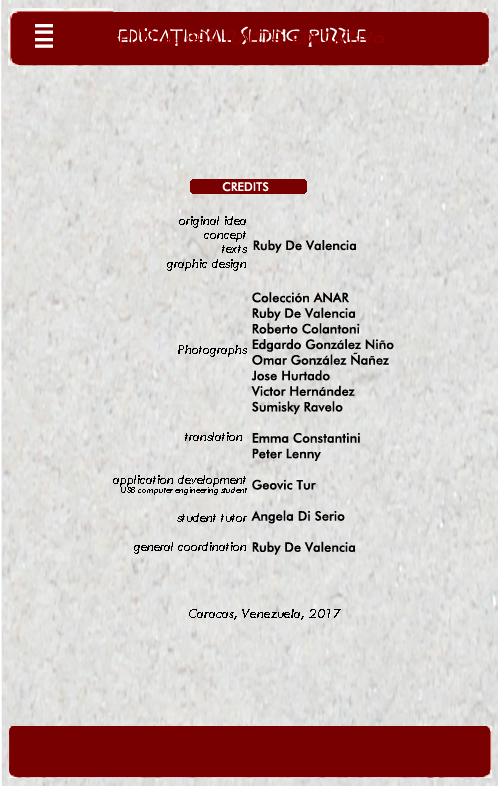 EDUCATIONAL SLIDING PUZZLE
CREDITS
original idea
concept
texts
graphic design
Ruby De Valencia
Photographs
Colección ANAR
Ruby De Valencia
Roberto Colantoni
Edgardo González Niño
Omar González Ñañez
Jose Hurtado
Victor Hernández
Sumisky Ravelo
translation
Emma Constantini
Peter Lenny
application development
USB computer engineering student
Geovic Tur
student tutor Angela Di Serio
general coordination Ruby De Valencia
Caracas, Venezuela, 2017